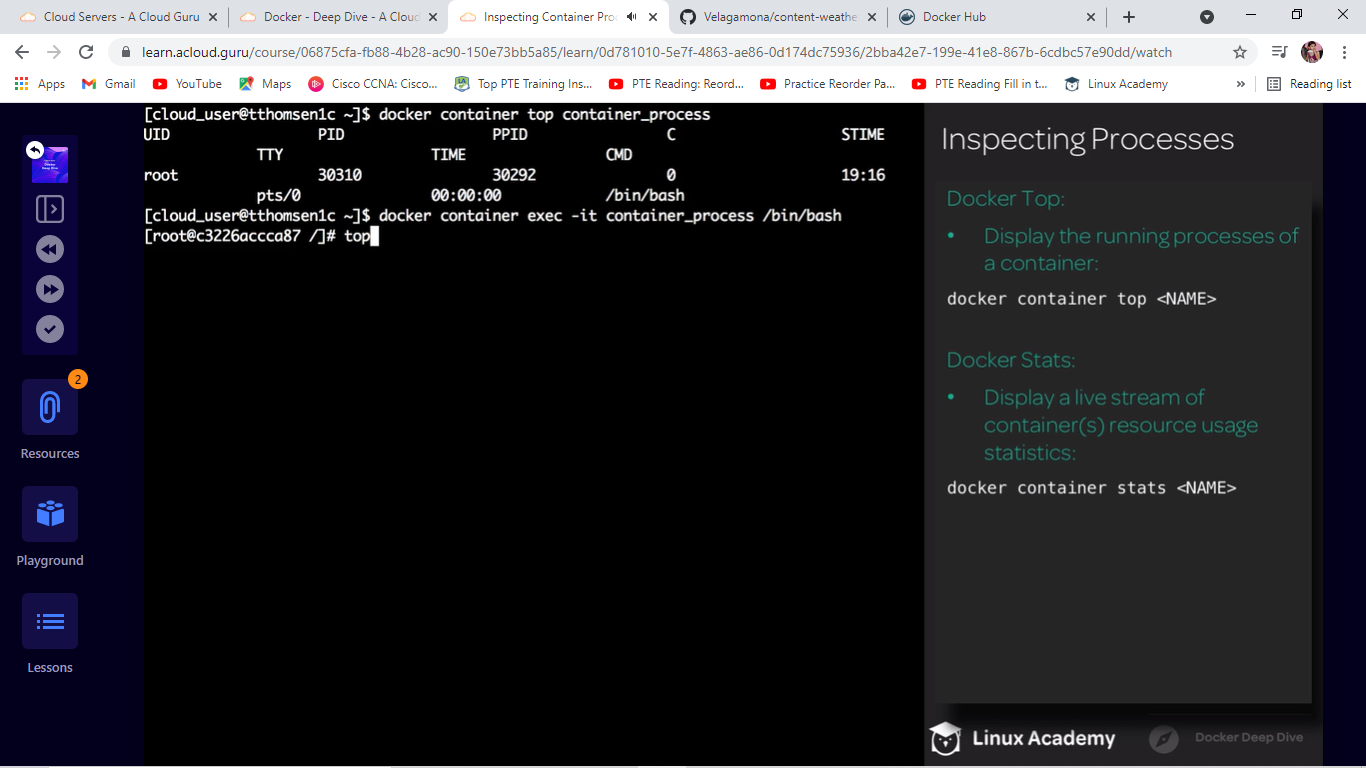 Cloud Servers - A Cloud Guru
Docker - Deep Dive - A Cloud
Inspecting Container Pro
Velagamona/content-weathe
Docker Hub
learn.acloud.guru/course/06875cfa-fb88-4b28-ac90-150e73bb5a85/learn/0d781010-5e7f-4863-ae86-0d174dc75936/2bba42e7-199e-41e8-867b-6cdbc57e90dd/watch
Apps
Gmail
YouTube
Maps
Cisco CCNA: Cisco...
Top PTE Training Ins...
PTE Reading: Reord...
Practice Reorder Pa...
PTE Reading Fill in t...
Linux Academy
»
Reading list
2
Resources
Playground
Lessons
[cloud_user@tthomsen1c ~]$ docker container top container_process
UID PID PPID C STIME
TTY TIME CMD
root 30310 30292 0 19:16
pts/0 00:00:00 /bin/bash
[cloud_user@tthomsen1c ~]$ docker container exec -it container_process /bin/bash
[root@c3226accca87 /]# top
Inspecting Processes
Docker Top:
• Display the running processes of
a container:
docker container top <NAME>
Docker Stats:
• Display a live stream of
container(s) resource usage
statistics:
docker container stats <NAME>
Linux Academy
Docker Deep Dive